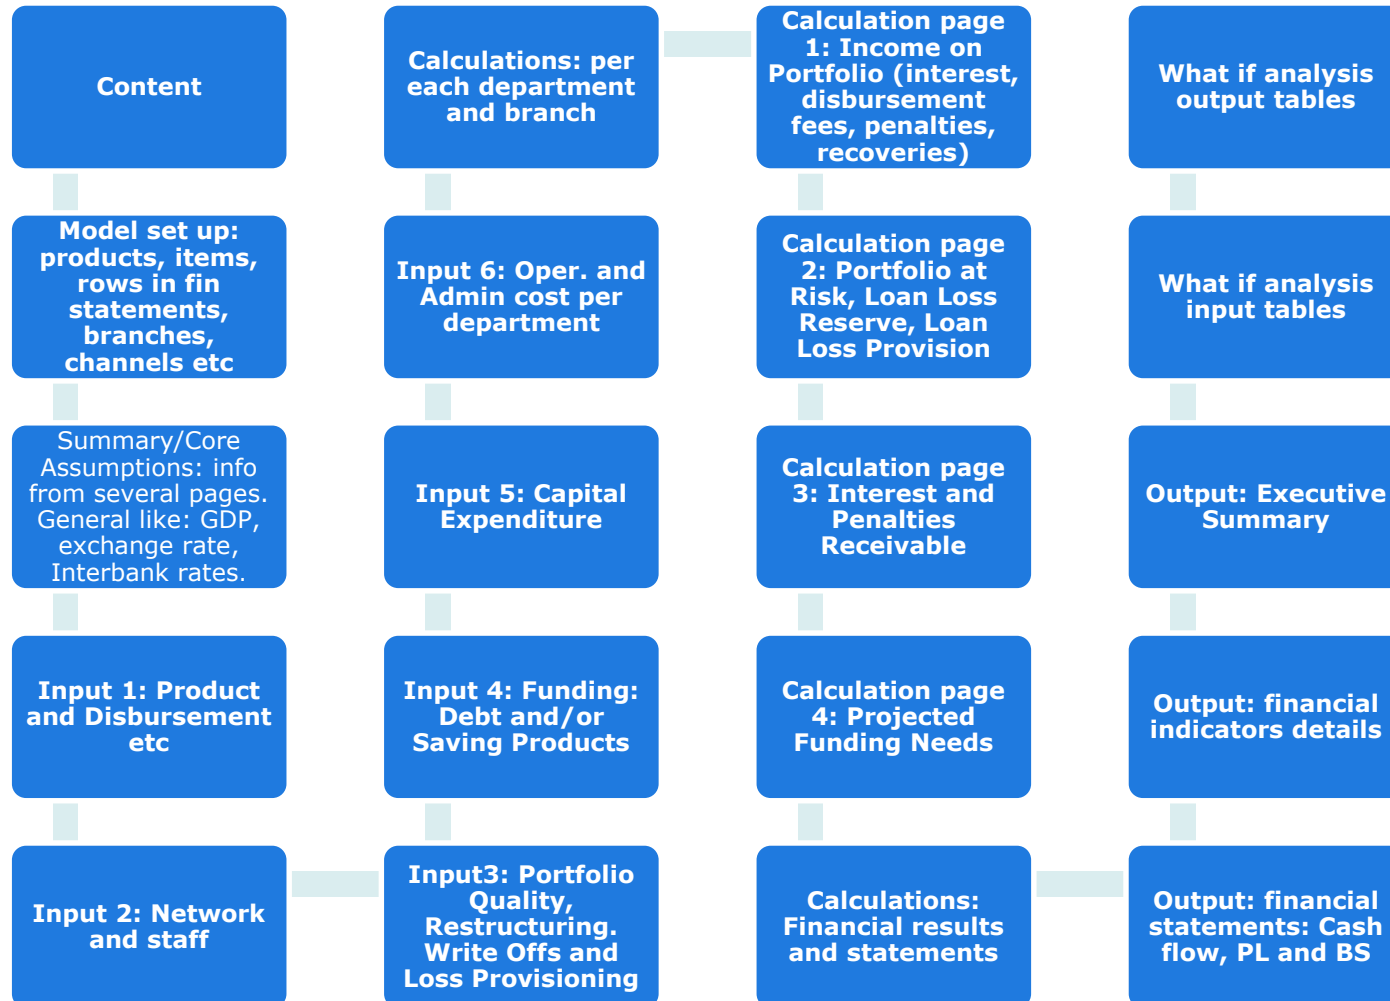 Content
Model set up:
products, items,
rows in fin
statements,
branches,
channels etc
Summary/Core
Assumptions: info
from several pages.
General like: GDP,
exchange rate,
Interbank rates.
Input 1: Product
and Disbursement
etc
Input 2: Network
and staff
Input3: Portfolio
Quality,
Restructuring.
Write Offs and
Loss Provisioning
Input 4: Funding:
Debt and/or
Saving Products
Input 5: Capital
Expenditure
Input 6: Oper. and
Admin cost per
department
Calculations: per
each department
and branch
Calculation page
1: Income on
Portfolio (interest,
disbursement
fees, penalties,
recoveries)
Calculation page
2: Portfolio at
Risk, Loan Loss
Reserve, Loan
Loss Provision
Calculation page
3: Interest and
Penalties
Receivable
Calculation page
4: Projected
Funding Needs
Calculations:
Financial results
and statements
Output: financial
statements: Cash
flow, PL and BS
Output: financial
indicators details
Output: Executive
Summary
What if analysis
input tables
What if analysis
output tables